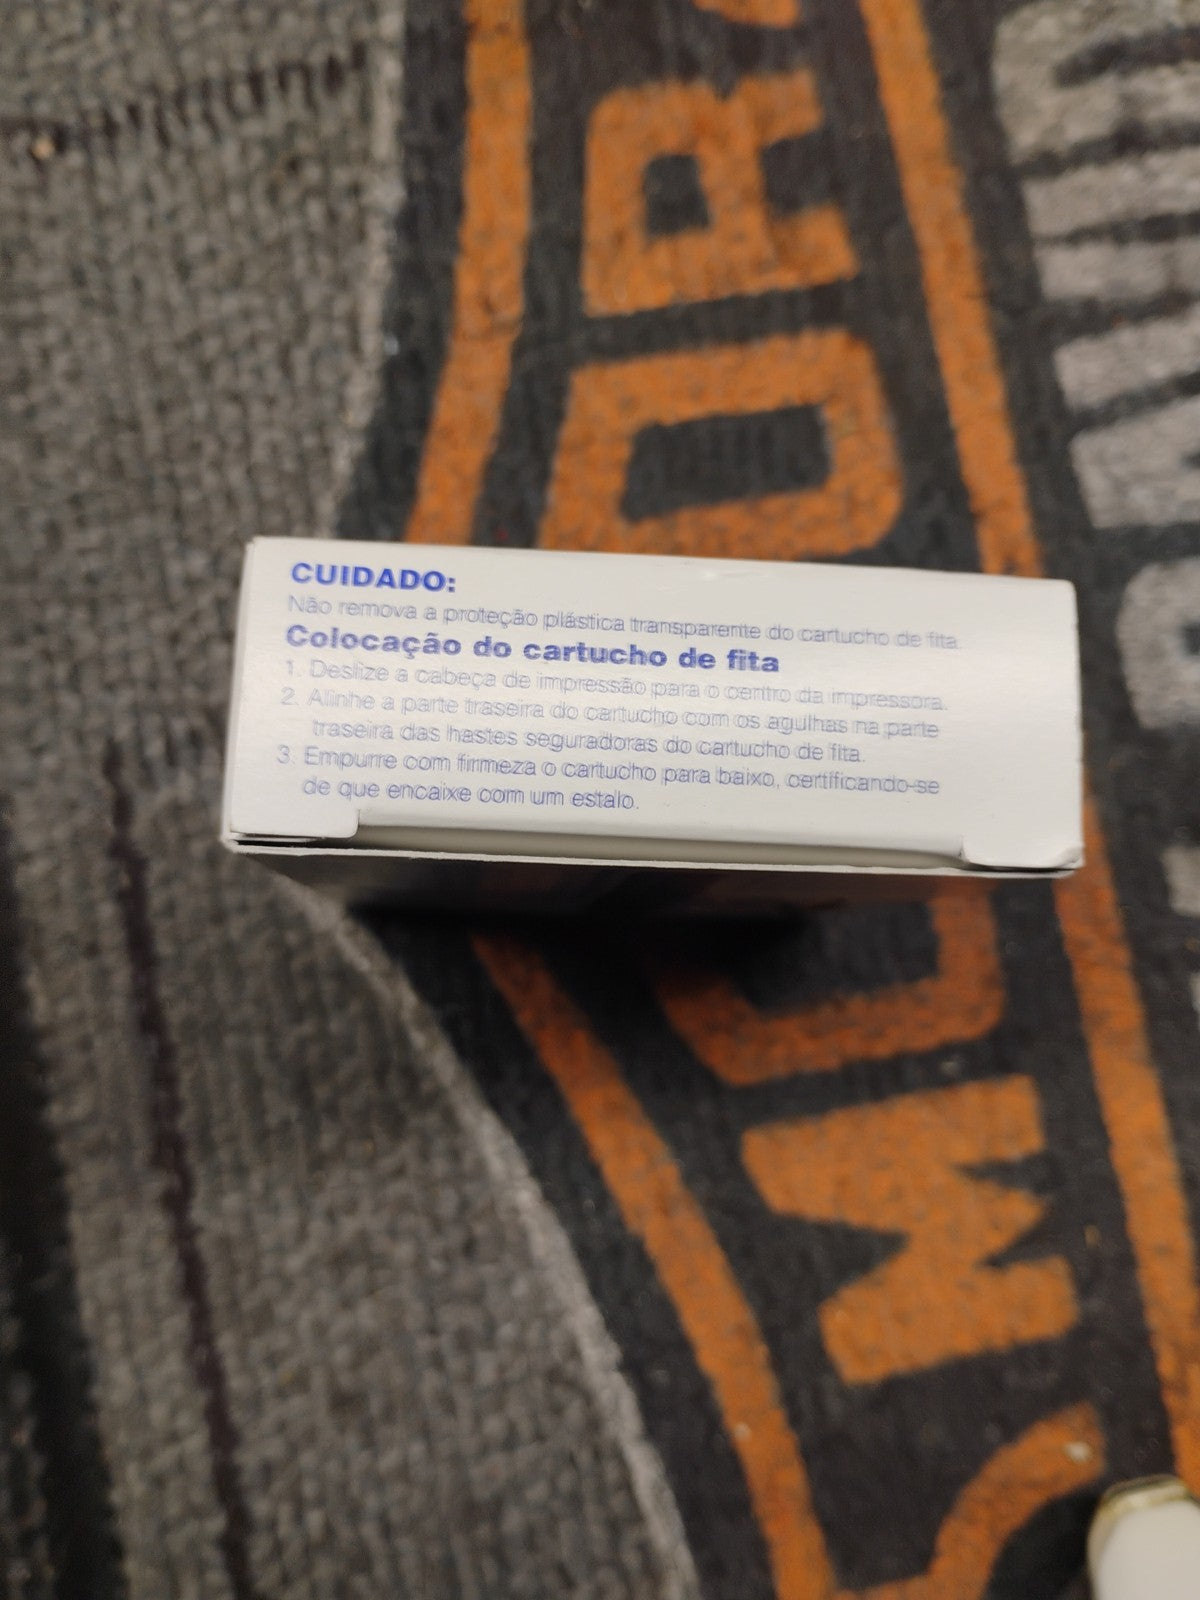 CUIDADO:
Não remova a proteção plástica transparente do cartucho de fita.
Colocação do cartucho de fita
1. Deslize a cabeça de impressão para o centro da impressora.
2. Alinhe a parte traseira do cartucho com os agulhas na parte
traseira das hastes seguradoras do cartucho de fita.
3. Empurre com firmeza o cartucho para baixo, certificando-se
de que encaixe com um estalo.